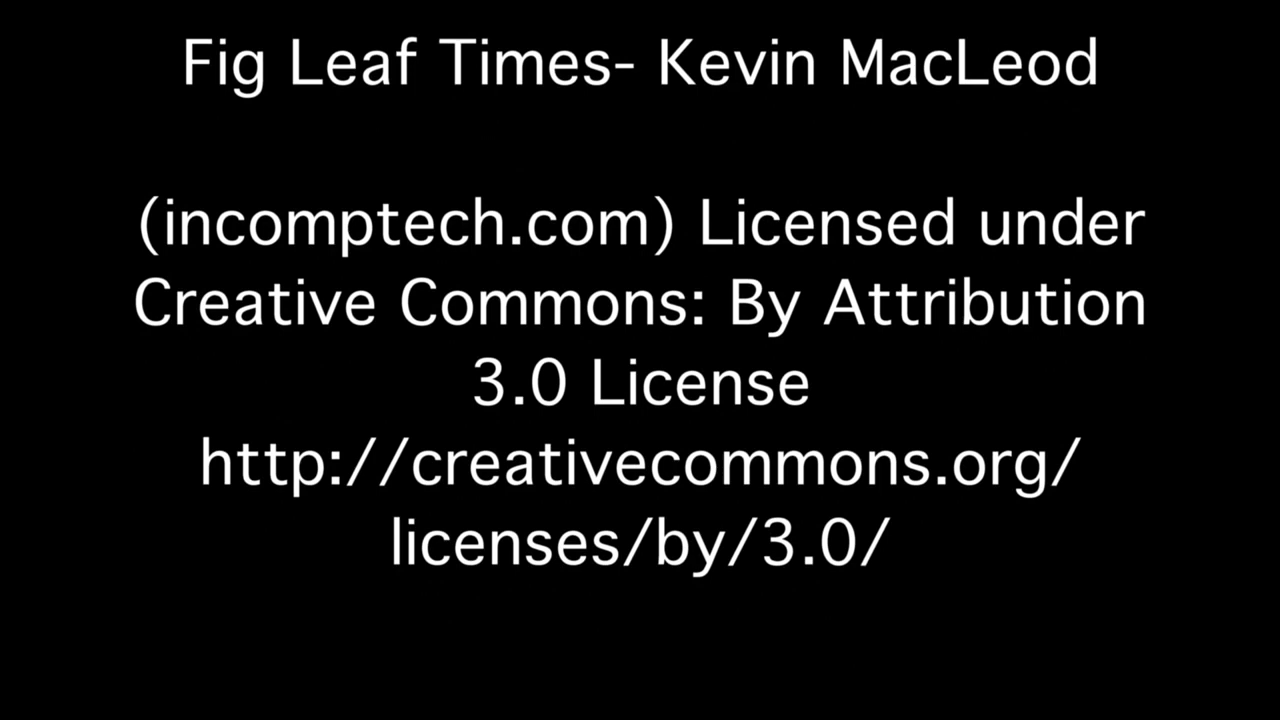 Fig Leaf Times- Kevin MacLeod
(incomptech.com) Licensed under
Creative Commons: By Attribution
3.0 License
http://creativecommons.org/
licenses/by/3.0/